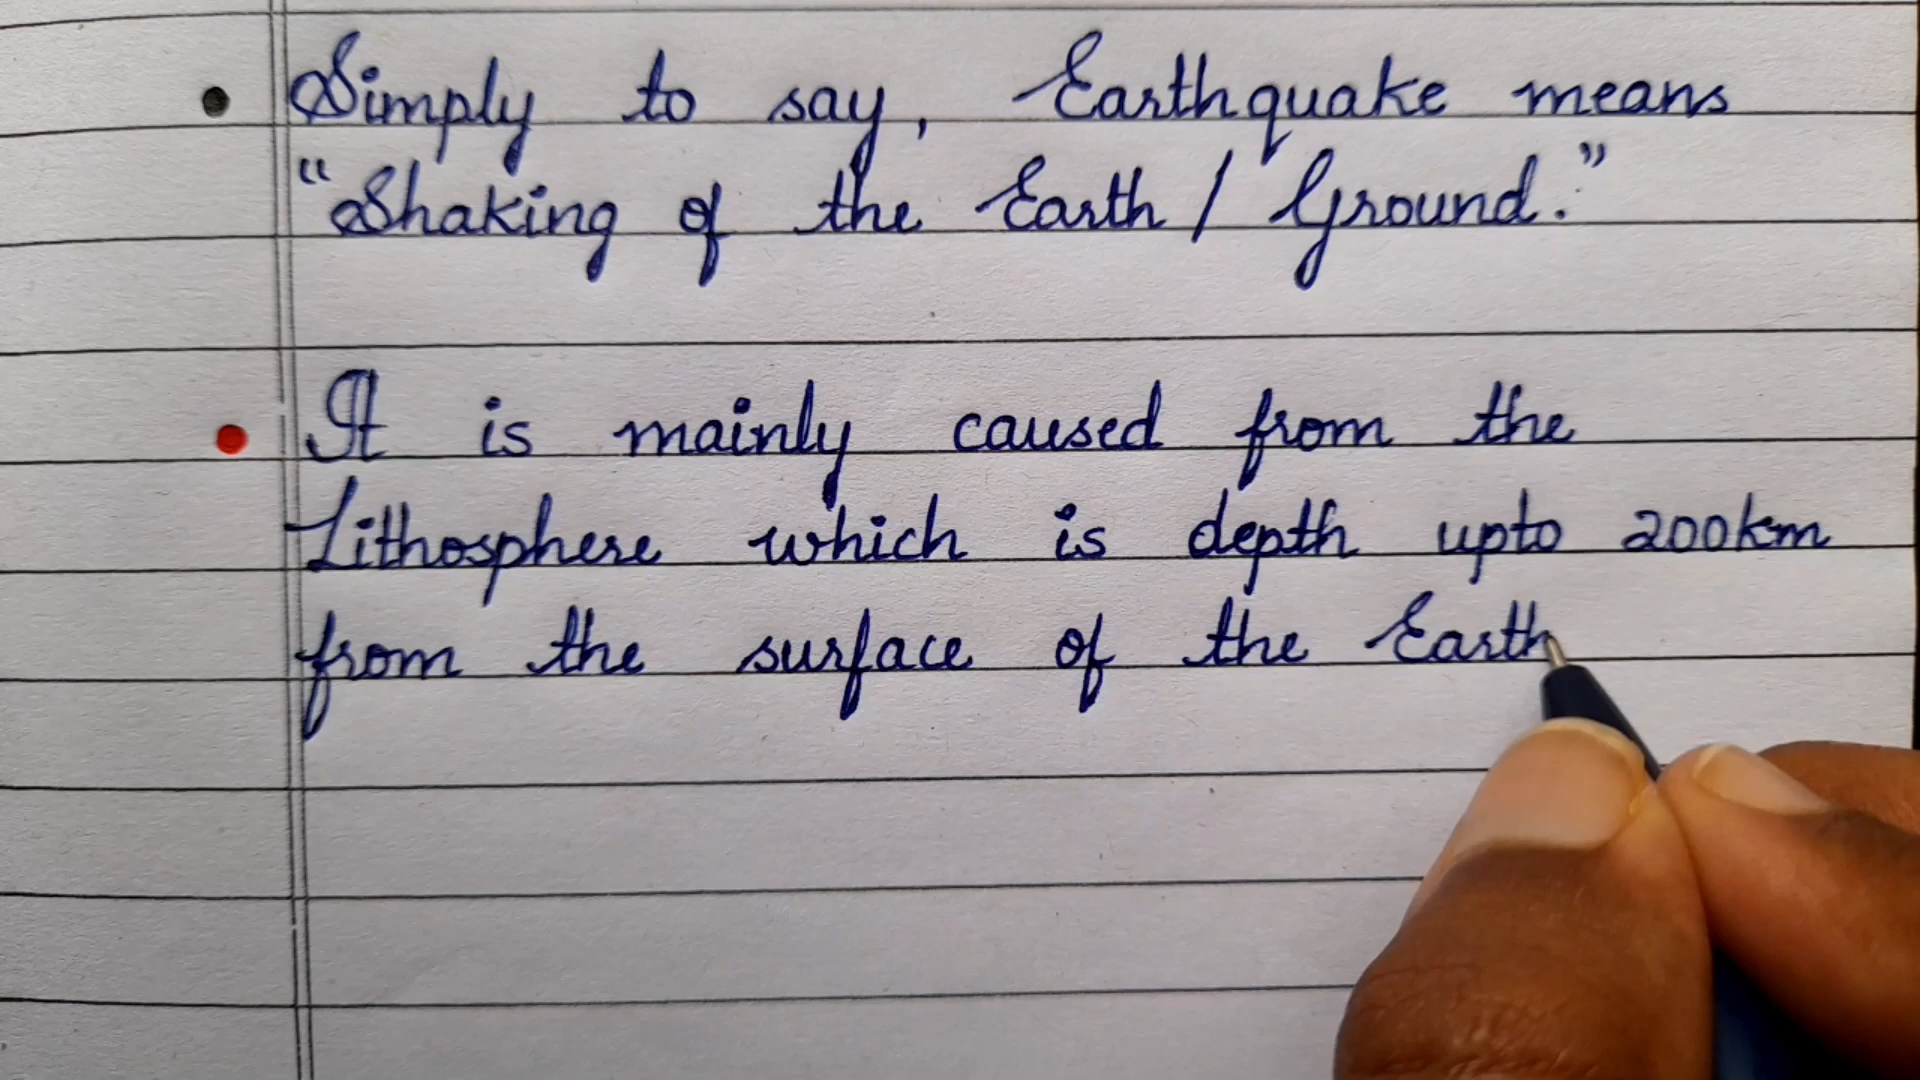 • Simply to say, Earthquake means
“Shaking of the Earth / Ground.”
• It is mainly caused from the
Lithosphere which is depth upto 200km
from the surface of the Earth